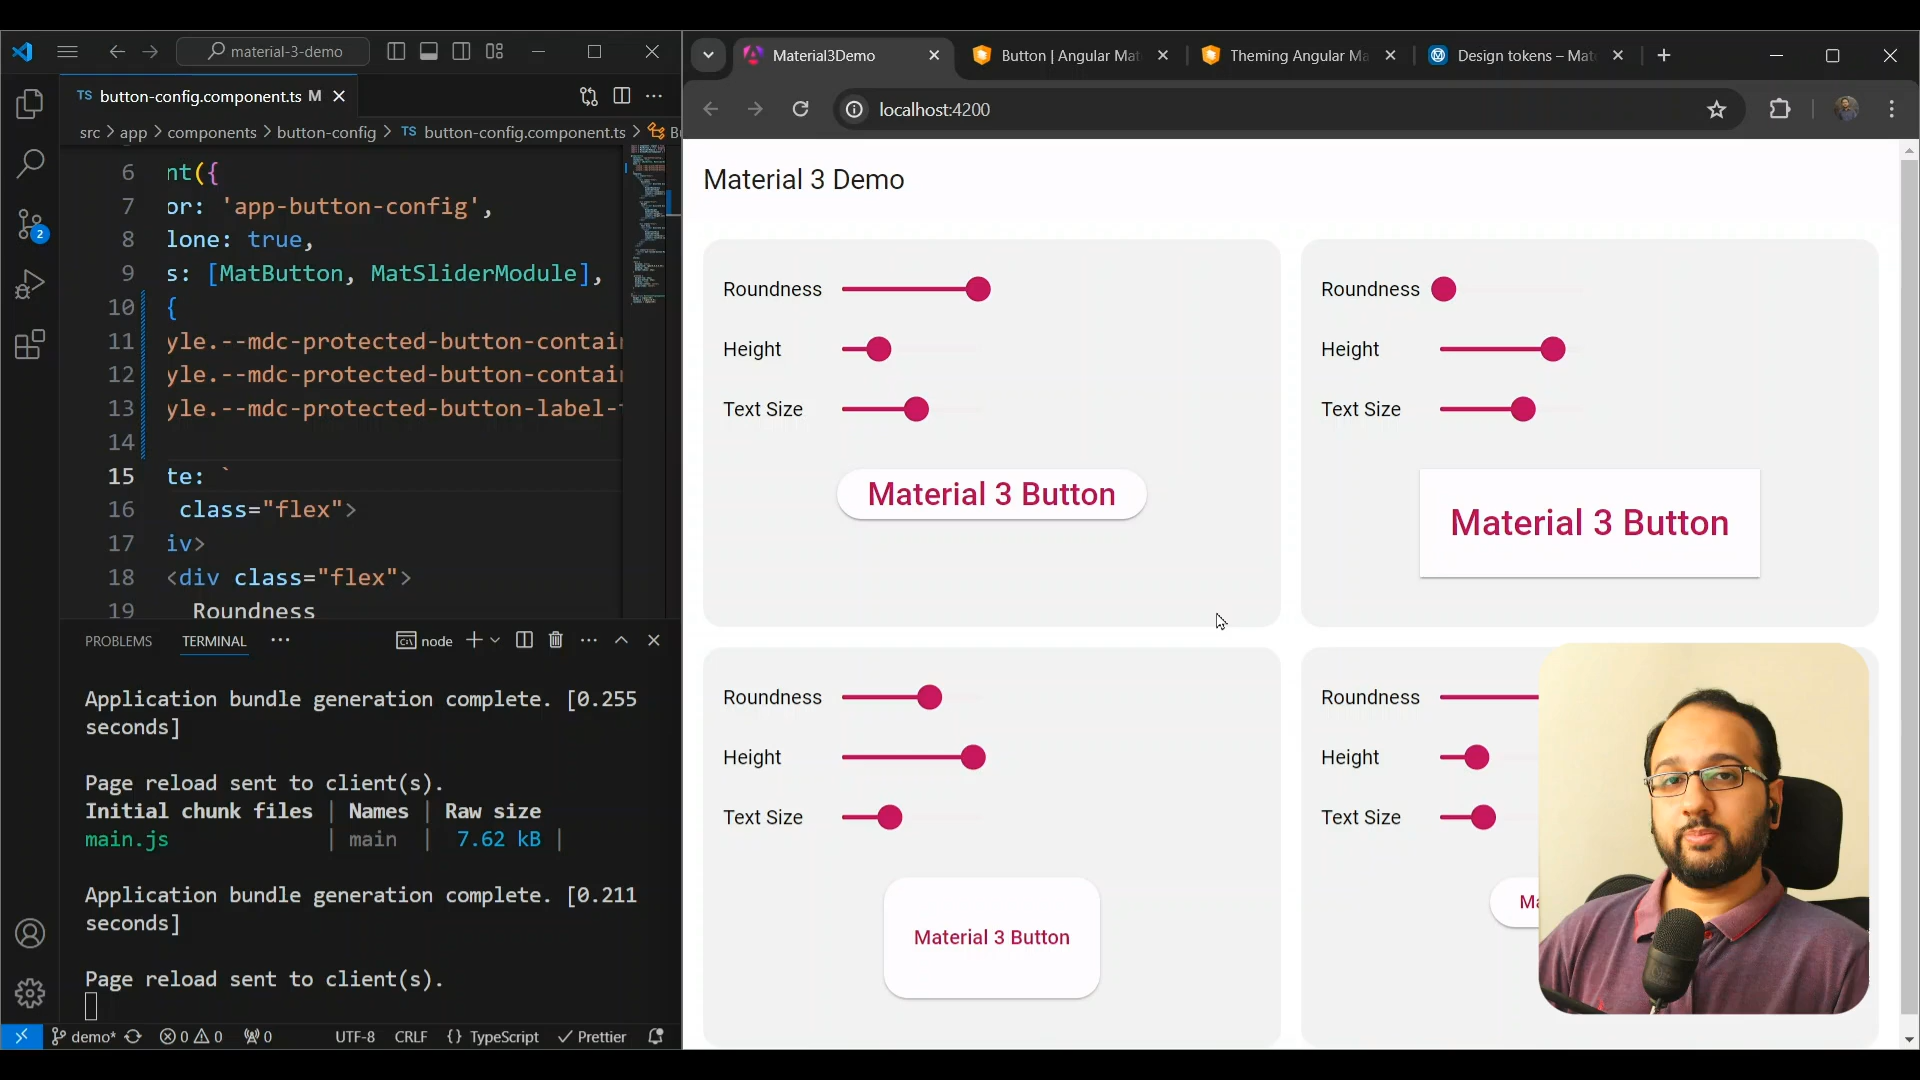 material-3-demo
TS button-config.component.ts M
src > app > components > button-config > TS button-config.component.ts >
6 nt({
7 or: 'app-button-config',
8 lone: true,
9 s: [MatButton, MatSliderModule],
10 {
11 yle.--mdc-protected-button-contain
12 yle.--mdc-protected-button-contain
13 yle.--mdc-protected-button-label-
14
15 te: `
16 class="flex">
17 iv>
18 <div class="flex">
19 Roundness
PROBLEMS TERMINAL node
Application bundle generation complete. [0.255
seconds]
Page reload sent to client(s).
Initial chunk files | Names | Raw size
main.js | main | 7.62 kB |
Application bundle generation complete. [0.211
seconds]
Page reload sent to client(s).
2
demo* 0 0 0 UTF-8 CRLF {} TypeScript Prettier
Material3Demo
Button | Angular Mat
Theming Angular Ma
Design tokens – Mat
localhost:4200
Material 3 Demo
Roundness
Height
Text Size
Material 3 Button
Roundness
Height
Text Size
Material 3 Button
Roundness
Height
Text Size
Material 3 Button
Roundness
Height
Text Size
Ma